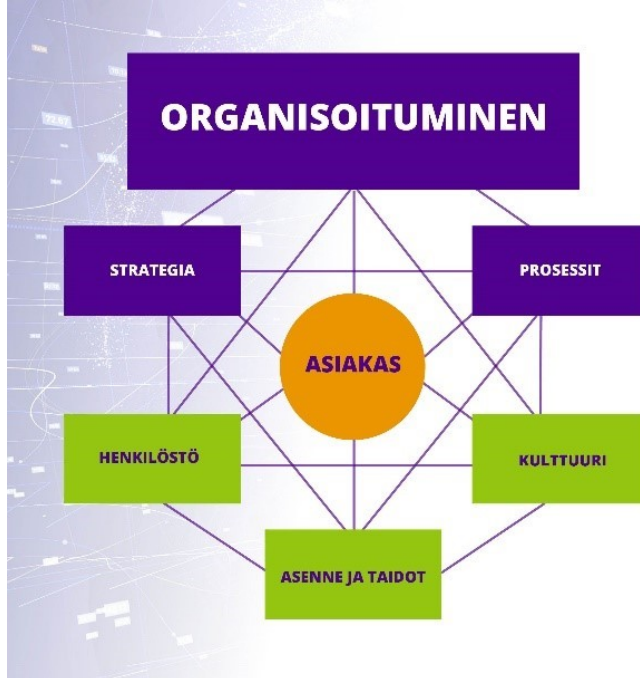 ORGANISOITUMINEN
STRATEGIA
PROSESSIT
ASIAKAS
HENKILÖSTÖ
KULTTUURI
ASENNE JA TAIDOT